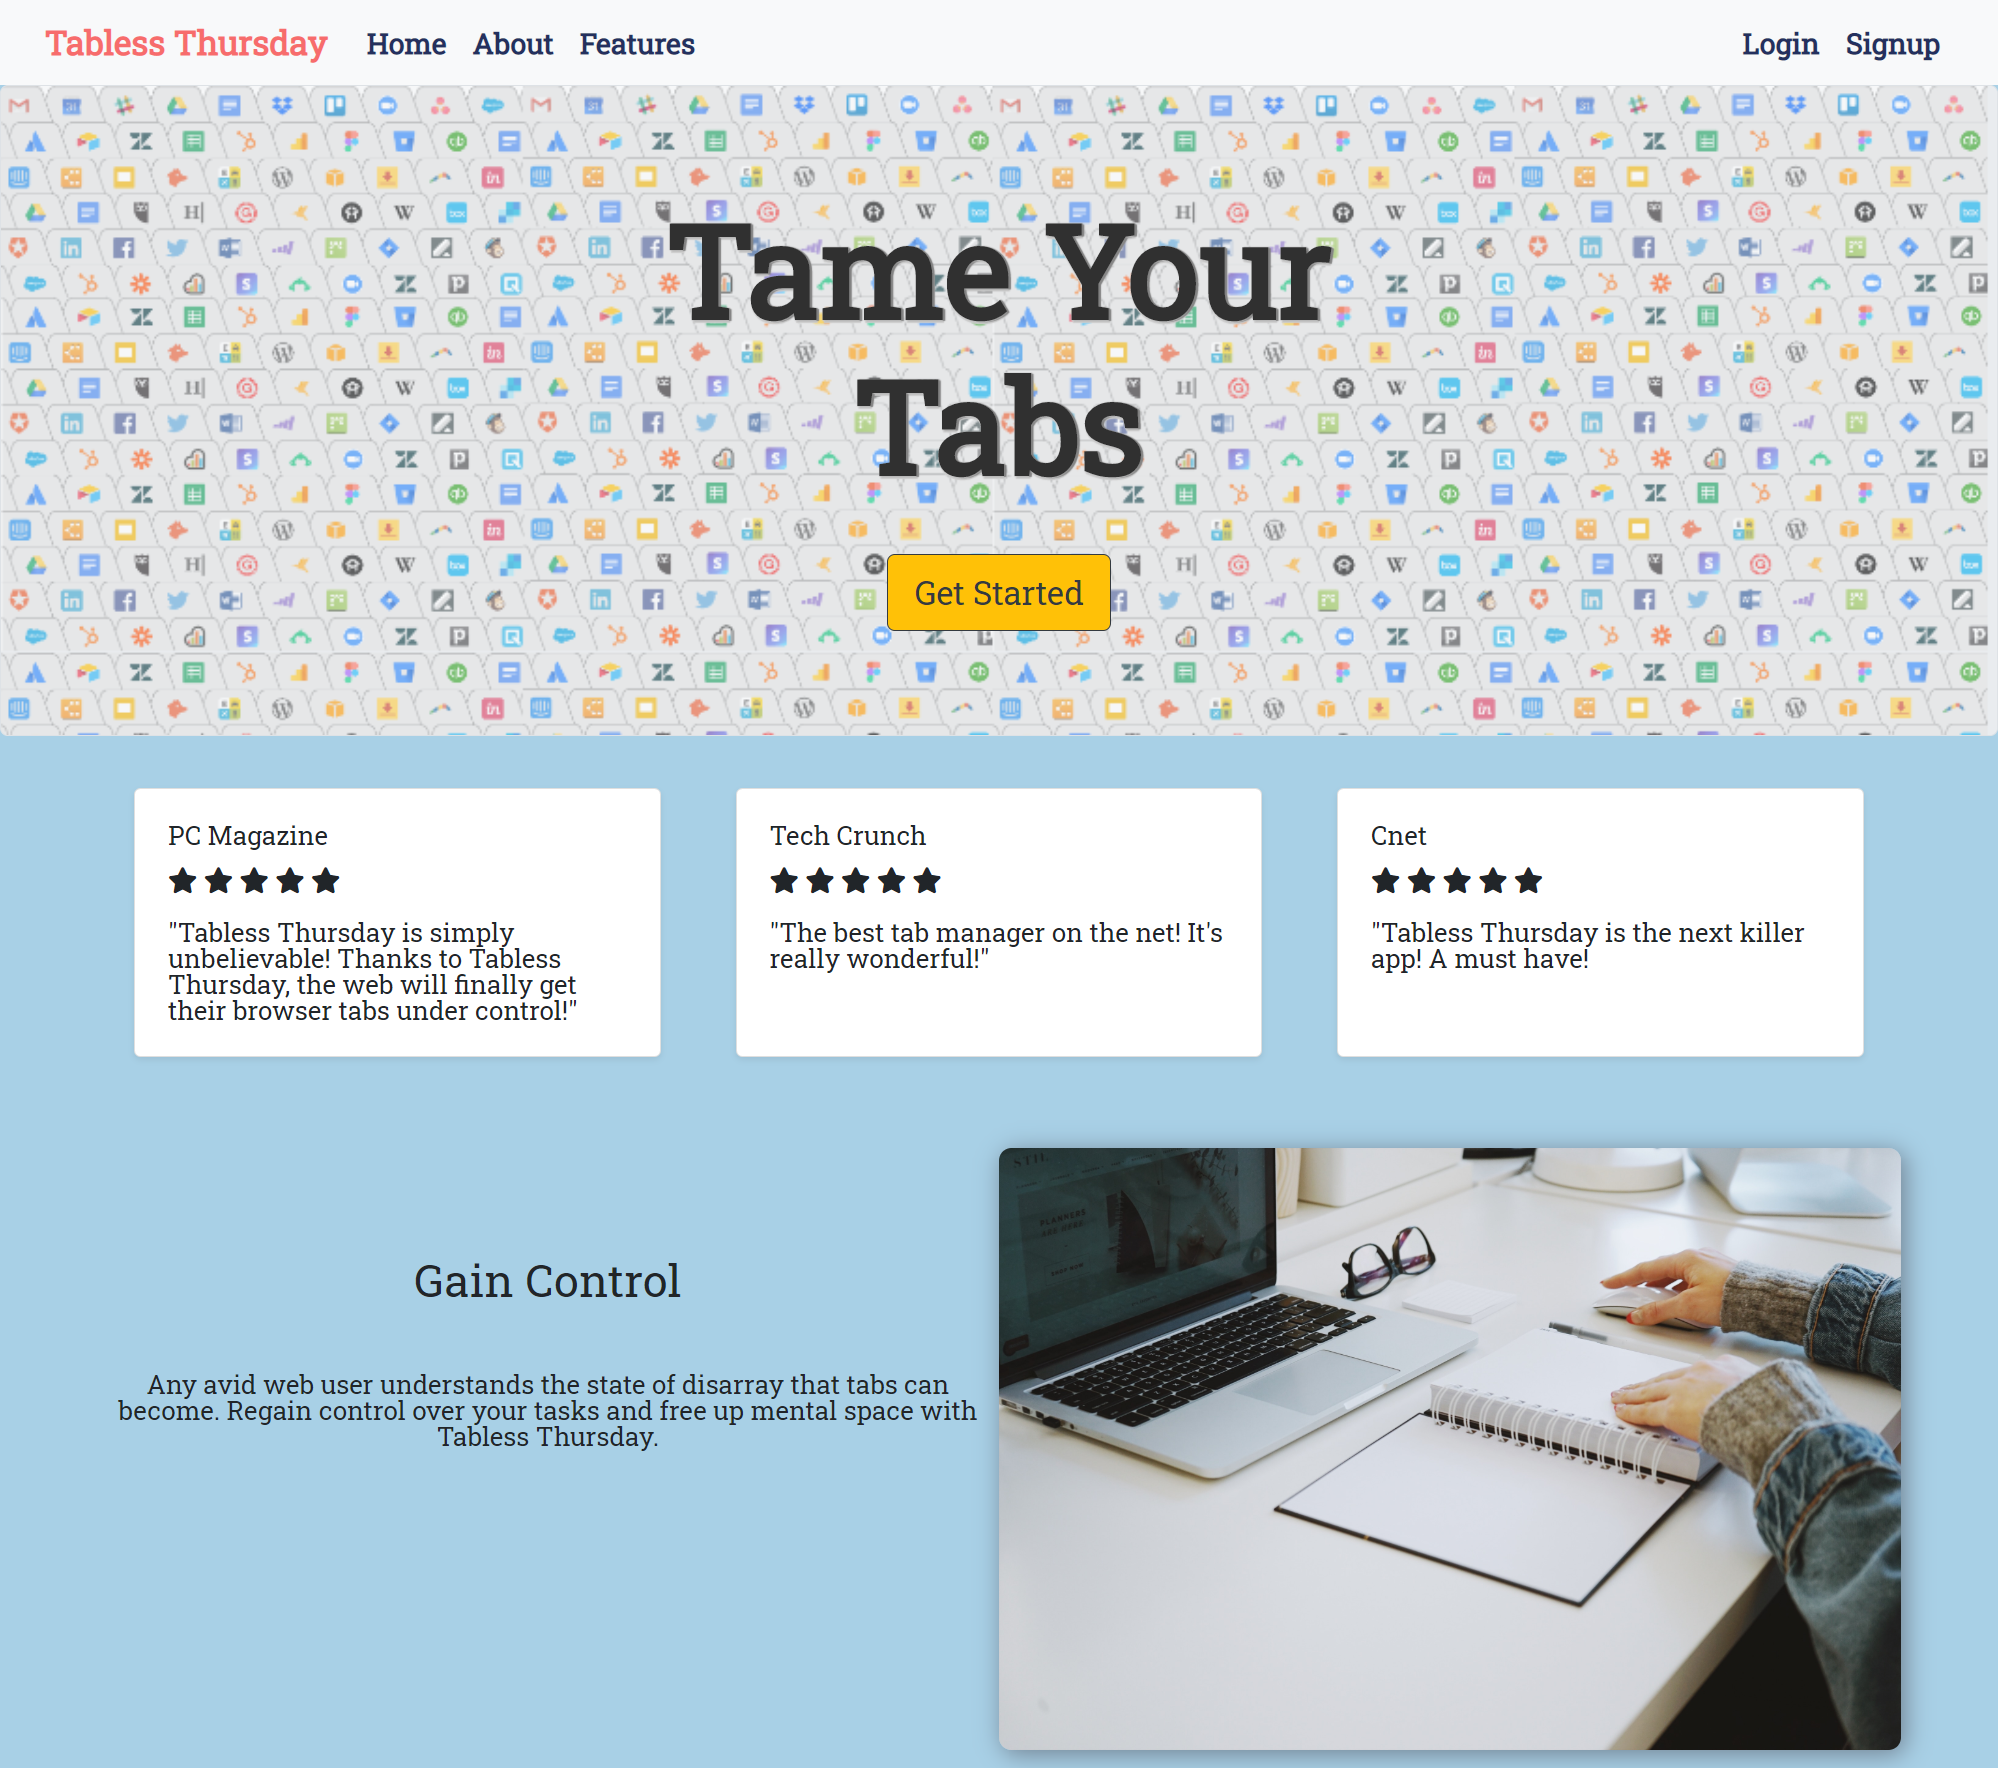 Tabless Thursday Home About Features Login Signup
Tame Your
Tabs
Get Started
PC Magazine
"Tabless Thursday is simply
unbelievable! Thanks to Tabless
Thursday, the web will finally get
their browser tabs under control!"
Tech Crunch
"The best tab manager on the net! It's
really wonderful!"
Cnet
"Tabless Thursday is the next killer
app! A must have!
Gain Control
Any avid web user understands the state of disarray that tabs can
become. Regain control over your tasks and free up mental space with
Tabless Thursday.
STIL
PLANNERS
SHOP NOW